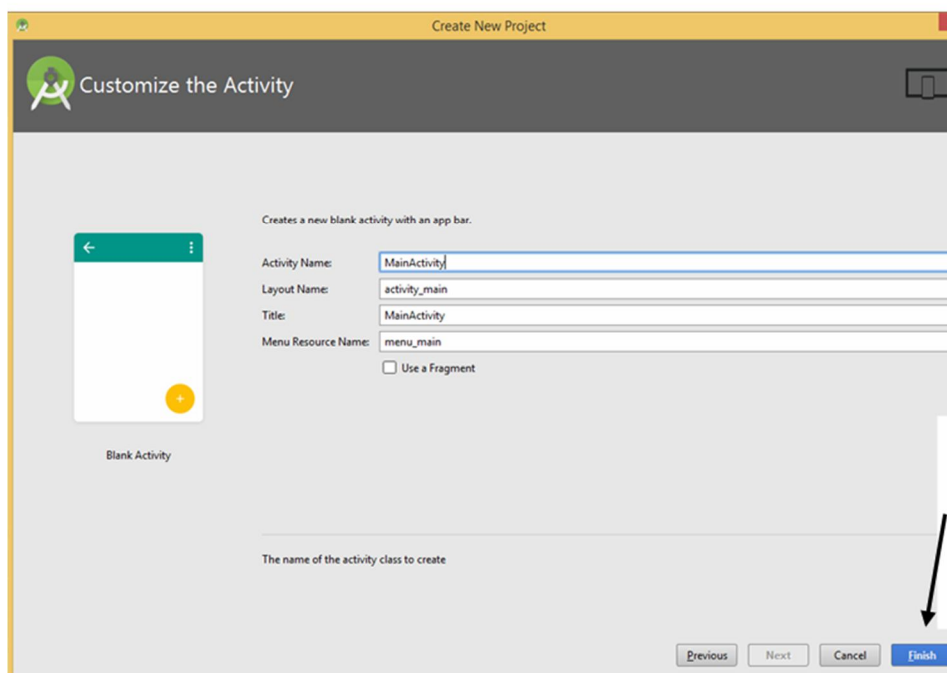 Create New Project
Customize the Activity
Creates a new blank activity with an app bar.
Activity Name: MainActivity
Layout Name: activity_main
Title: MainActivity
Menu Resource Name: menu_main
Use a Fragment
Blank Activity
The name of the activity class to create
Previous Next Cancel Finish